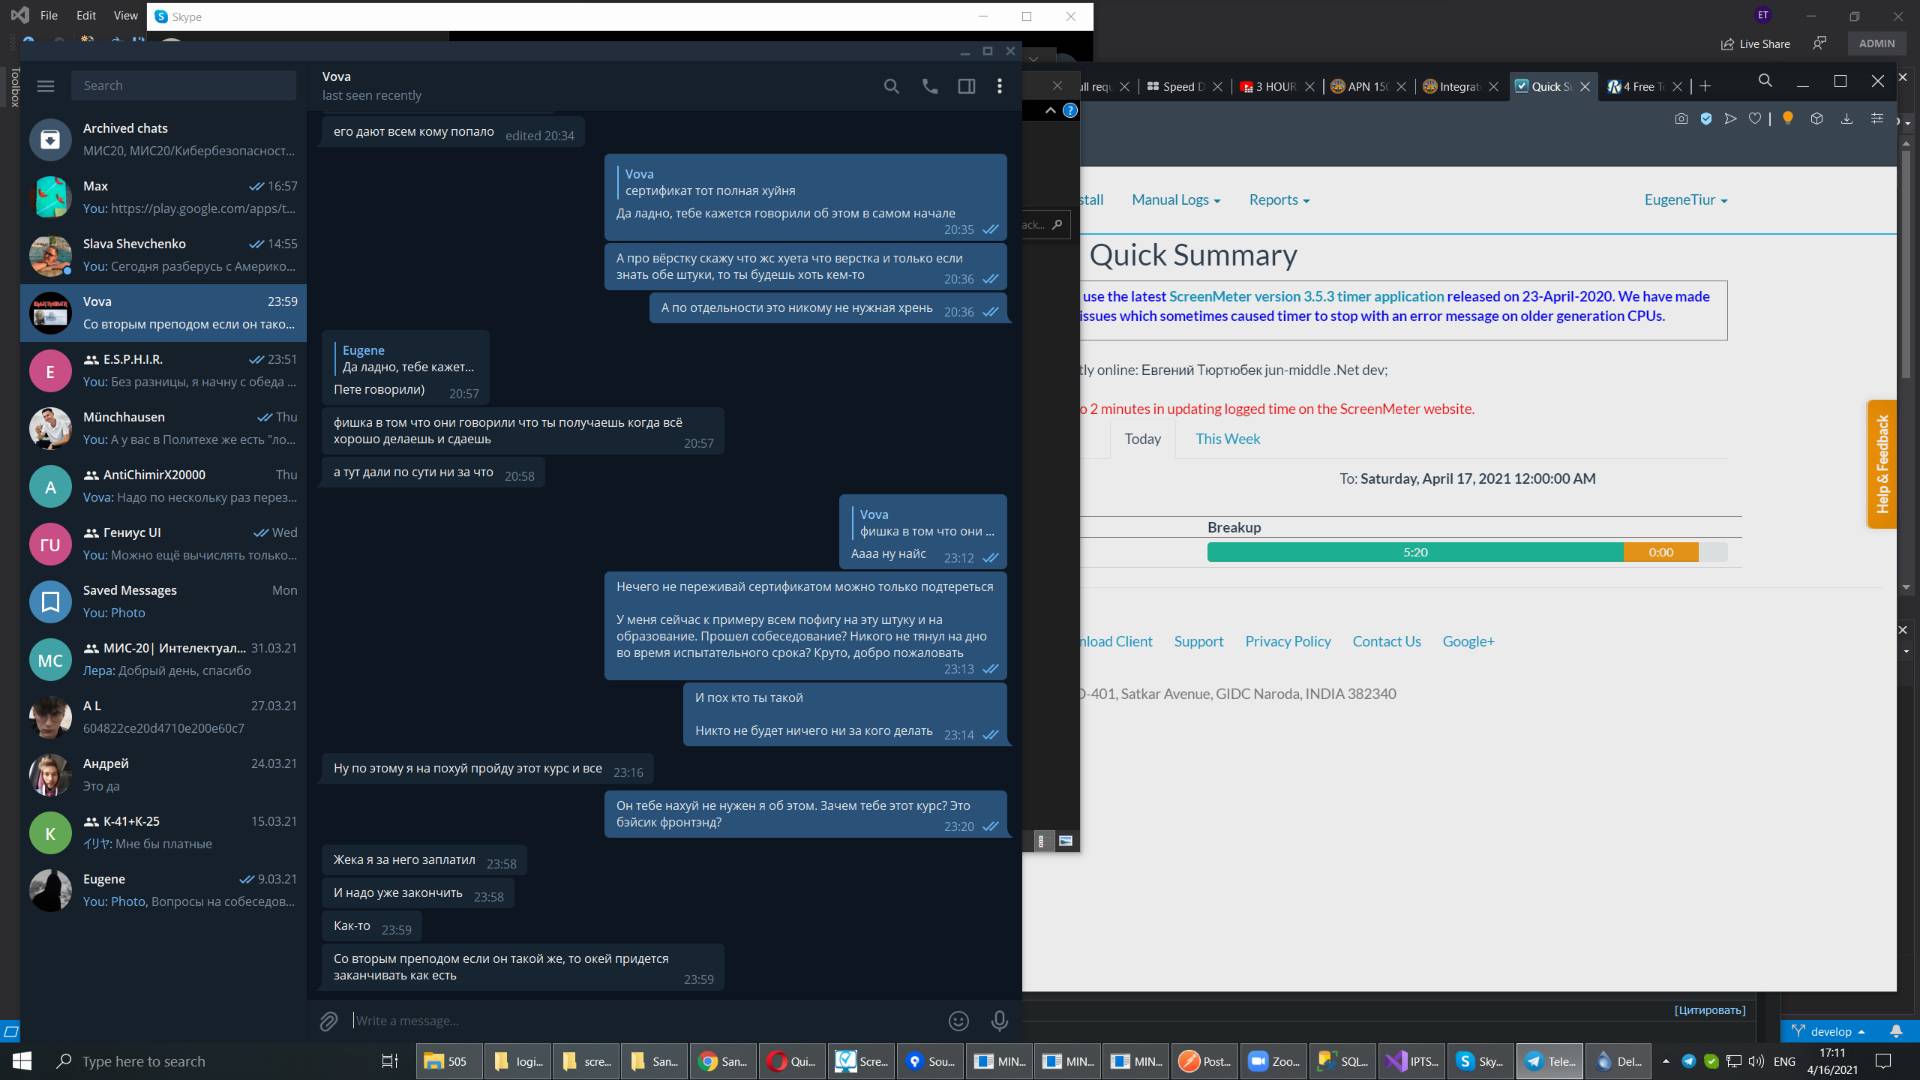 File Edit View
Skype
ET
Live Share
ADMIN
Toolbox
Search
Vova
last seen recently
Archived chats
МИС20, МИС20/Кибербезопасност...
Max 16:57
You: https://play.google.com/apps/t...
Slava Shevchenko 14:55
You: Сегодня разберусь с Америко...
Vova 23:59
Со вторым преподом если он тако...
E E.S.P.H.I.R. 23:51
You: Без разницы, я начну с обеда ...
Münchhausen Thu
You: А у вас в Политехе же есть "ло...
A AntiChimirX20000 Thu
Vova: Надо по нескольку раз перез...
ГU Гениус UI Wed
You: Можно ещё вычислять только...
Saved Messages Mon
You: Photo
МС МИС-20| Интелектуал... 31.03.21
Лера: Добрый день, спасибо
A L 27.03.21
604822ce20d4710e200e60c7
Андрей 24.03.21
Это да
К К-41+К-25 15.03.21
イリヤ: Мне бы платные
Eugene 9.03.21
You: Photo, Вопросы на собеседов...
его дают всем кому попало edited 20:34
Vova
сертификат тот полная хуйня
Да ладно, тебе кажется говорили об этом в самом начале
20:35
А про вёрстку скажу что жс хуета что верстка и только если
знать обе штуки, то ты будешь хоть кем-то
20:36
А по отдельности это никому не нужная хрень 20:36
Eugene
Да ладно, тебе кажет...
Пете говорили) 20:57
фишка в том что они говорили что ты получаешь когда всё
хорошо делаешь и сдаешь 20:57
а тут дали по сути ни за что 20:58
Vova
фишка в том что они ...
Аааа ну найс 23:12
Нечего не переживай сертификатом можно только подтереться
У меня сейчас к примеру всем пофигу на эту штуку и на
образование. Прошел собеседование? Никого не тянул на дно
во время испытательного срока? Круто, добро пожаловать
23:13
И пох кто ты такой
Никто не будет ничего ни за кого делать 23:14
Ну по этому я на похуй пройду этот курс и все 23:16
Он тебе нахуй не нужен я об этом. Зачем тебе этот курс? Это
бэйсик фронтэнд? 23:20
Жека я за него заплатил 23:58
И надо уже закончить 23:58
Как-то 23:59
Со вторым преподом если он такой же, то окей придется
заканчивать как есть 23:59
Write a message...
ull requ Speed D 3 HOUR APN 150 Integrat Quick Su 4 Free To
stall Manual Logs Reports EugeneTiur
Quick Summary
use the latest ScreenMeter version 3.5.3 timer application released on 23-April-2020. We have made
issues which sometimes caused timer to stop with an error message on older generation CPUs.
tly online: Евгений Тюртюбек jun-middle .Net dev;
o 2 minutes in updating logged time on the ScreenMeter website.
Today This Week
To: Saturday, April 17, 2021 12:00:00 AM
Breakup
5:20 0:00
Help & Feedback
nload Client Support Privacy Policy Contact Us Google+
D-401, Satkar Avenue, GIDC Naroda, INDIA 382340
[Цитировать]
develop
Type here to search
505 logi... scre... San... San... Qui... Scre... Sou... MIN... MIN... MIN... Post... Zoo... SQL... IPTS... Sky... Tele... Del...
ENG
17:11
4/16/2021